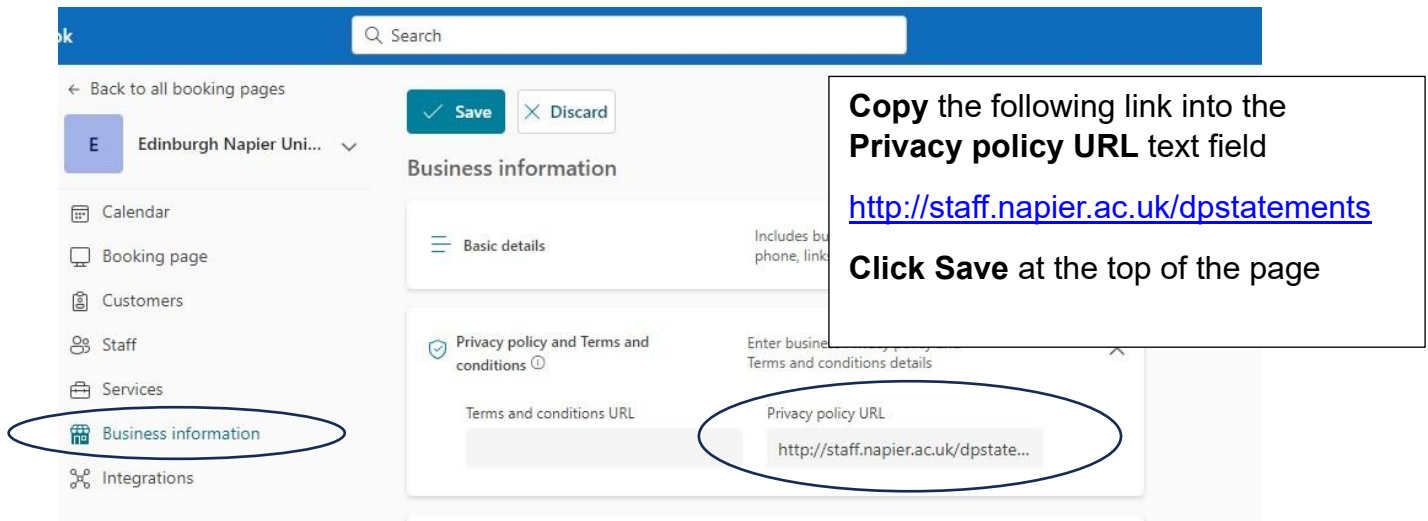 ok
Search
← Back to all booking pages
E
Edinburgh Napier Uni...
Save
Discard
Business information
Calendar
Booking page
Customers
Staff
Services
Business information
Integrations
Basic details
Includes bu
phone, link
Privacy policy and Terms and
conditions
Enter busine
Terms and conditions details
Terms and conditions URL
Privacy policy URL
http://staff.napier.ac.uk/dpstate...
Copy the following link into the
Privacy policy URL text field
http://staff.napier.ac.uk/dpstatements
Click Save at the top of the page